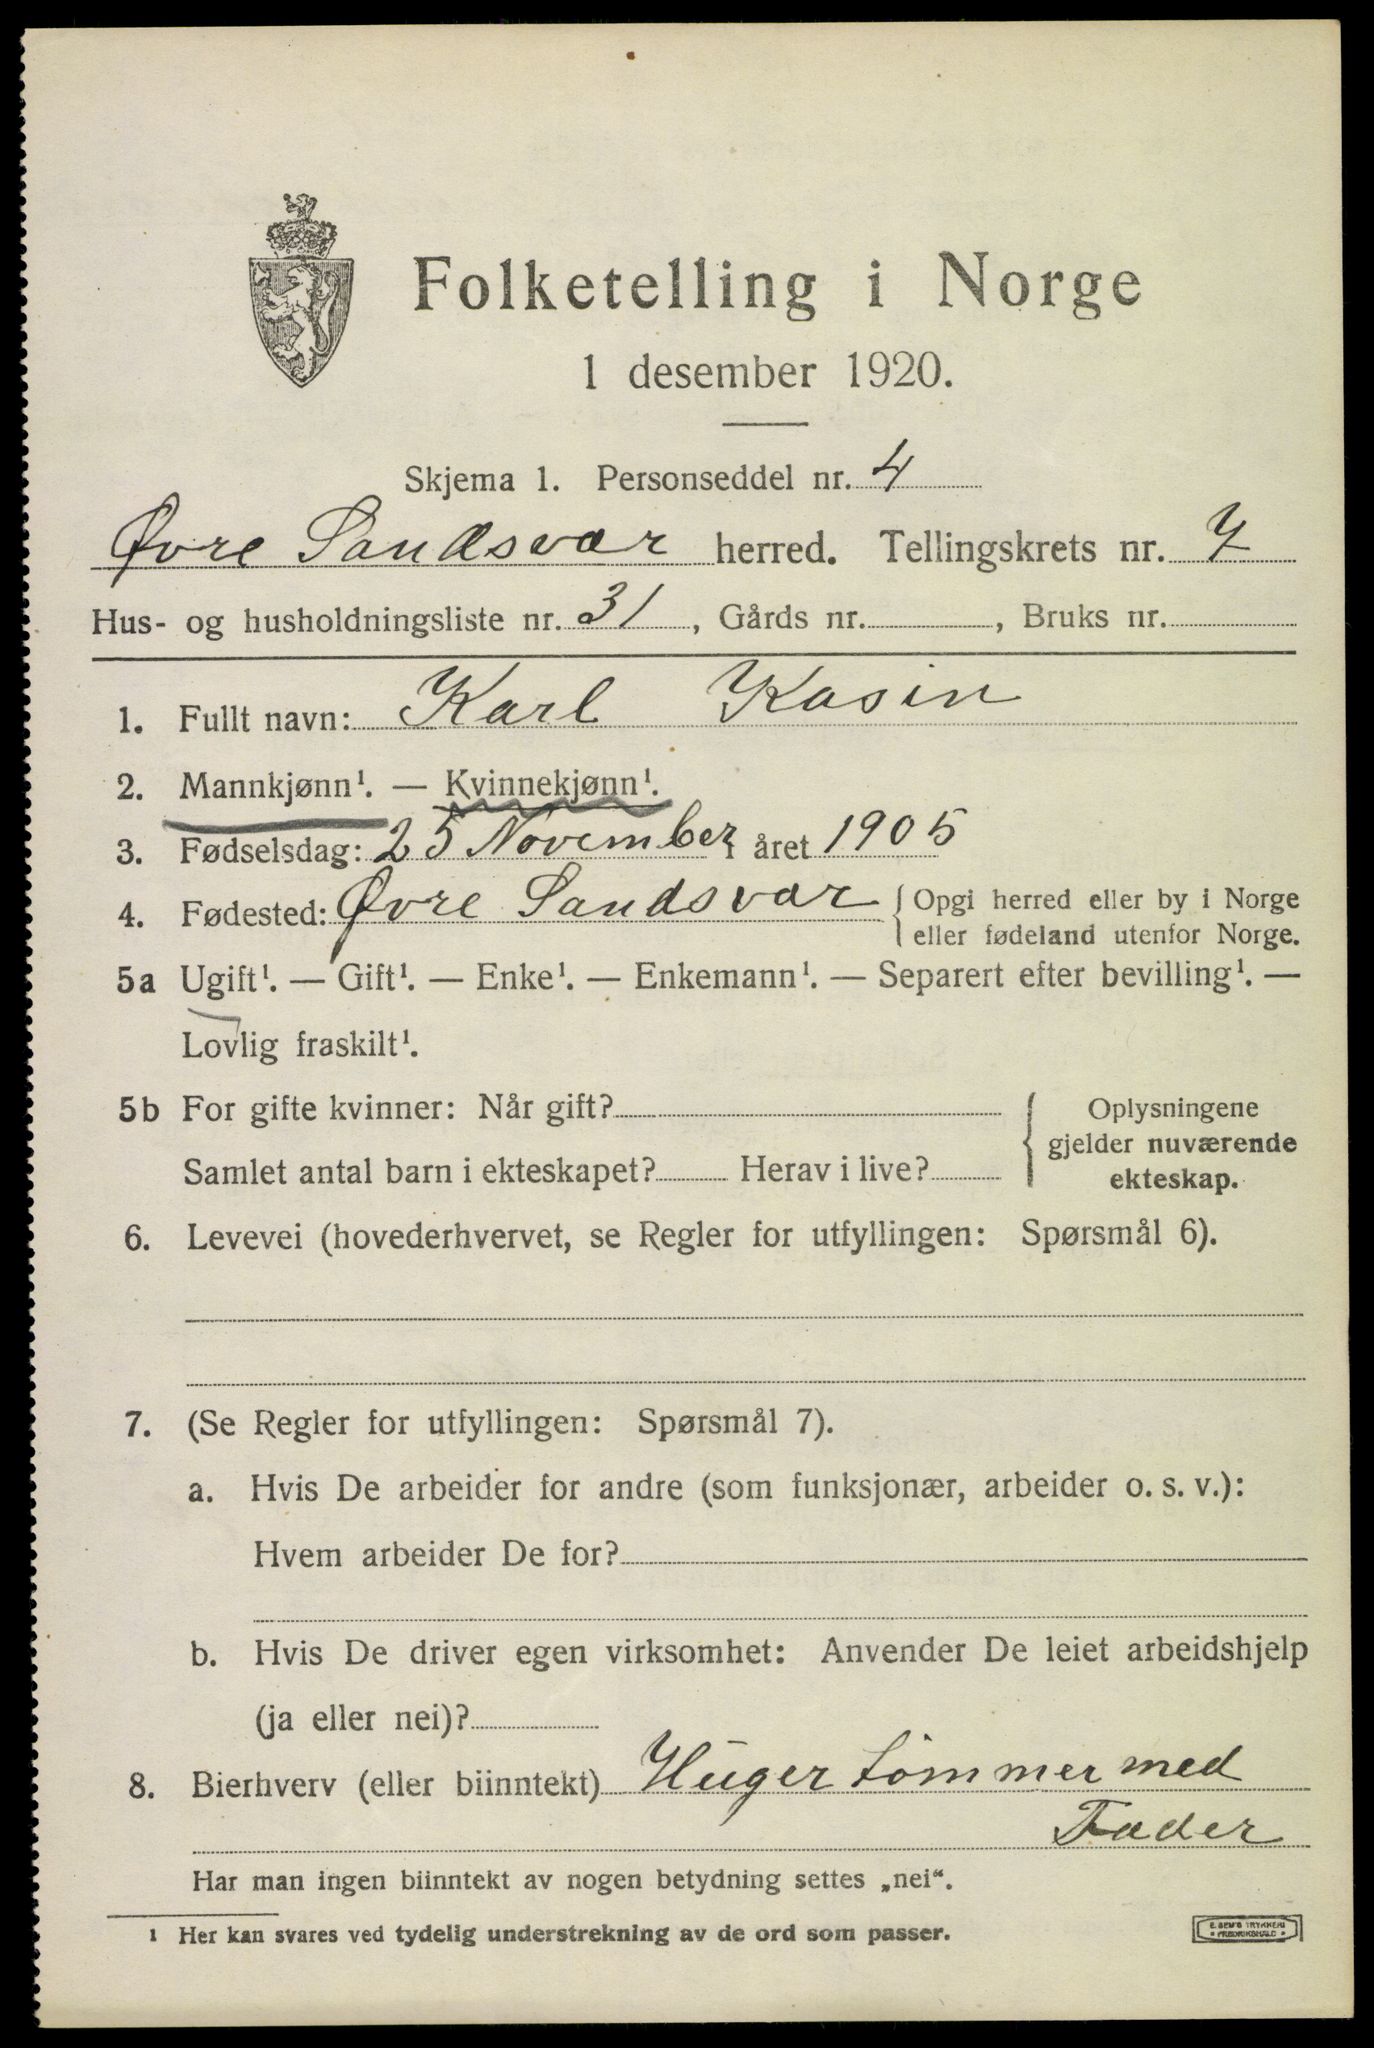 Folketelling i Norge
1 desember 1920.
Skjema 1. Personseddel nr. 4
Øvre Sandsvær herred. Tellingskrets nr. 7
Hus- og husholdningsliste nr. 31, Gårds nr. , Bruks nr.
1. Fullt navn: Karl Kasin
2. Mannkjønn¹. — Kvinnekjønn¹.
3. Fødselsdag: 25 November i året 1905
4. Fødested: Øvre Sandsvær { Opgi herred eller by i Norge
eller fødeland utenfor Norge.
5a Ugift¹. — Gift¹. — Enke¹. — Enkemann¹. — Separert efter bevilling¹. —
Lovlig fraskilt¹.
5b For gifte kvinner: Når gift? { Oplysningene
gjelder nuværende
Samlet antal barn i ekteskapet? Herav i live? ekteskap.
6. Levevei (hovederhvervet, se Regler for utfyllingen: Spørsmål 6).
7. (Se Regler for utfyllingen: Spørsmål 7).
a. Hvis De arbeider for andre (som funksjonær, arbeider o. s. v.):
Hvem arbeider De for?
b. Hvis De driver egen virksomhet: Anvender De leiet arbeidshjelp
(ja eller nei)?
8. Bierhverv (eller biinntekt) Huger tømmer med
Fader
Har man ingen biinntekt av nogen betydning settes „nei“.
1 Her kan svares ved tydelig understrekning av de ord som passer.
E. SEM'S TRYKKERI
* FREDRIKSHALD *